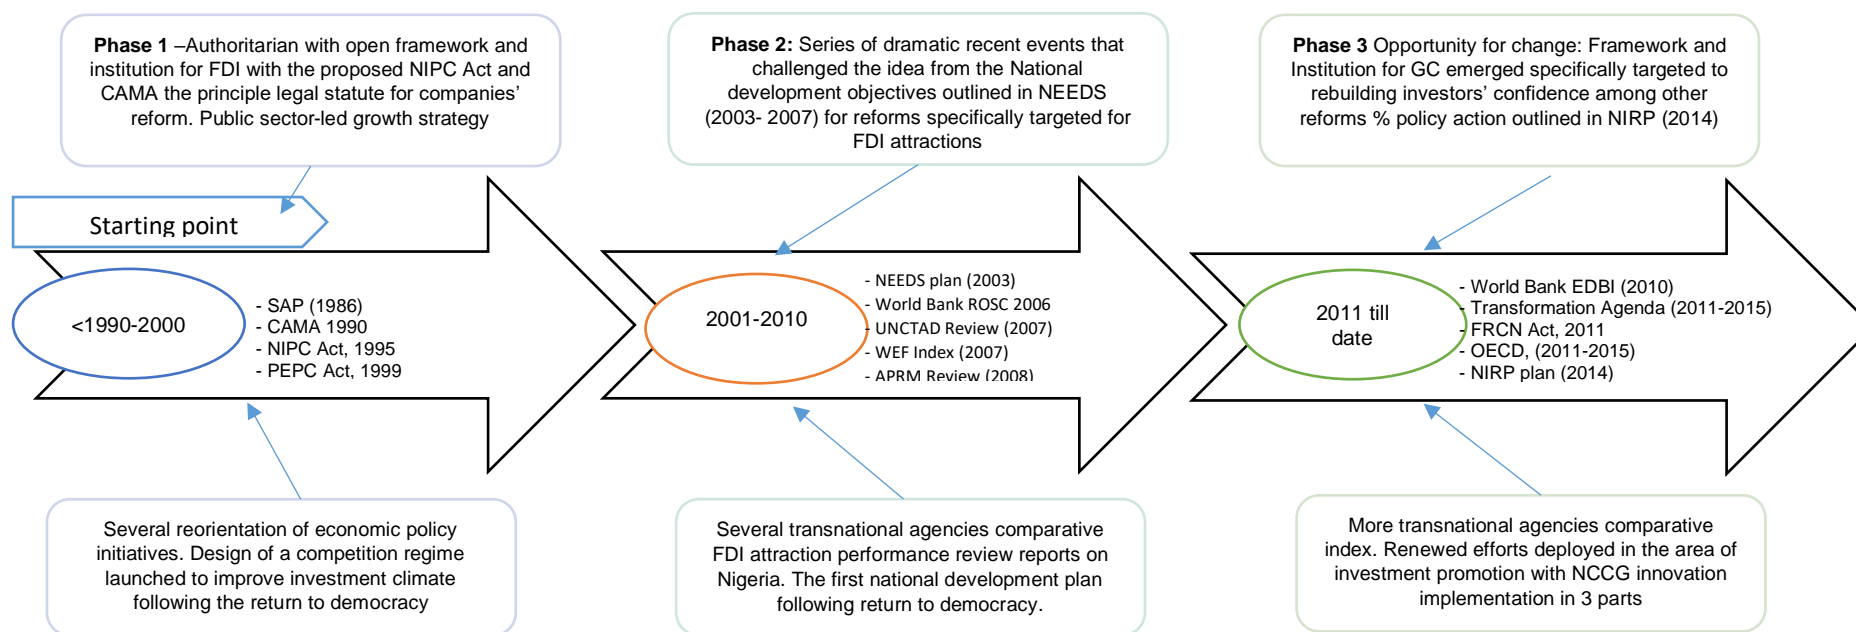 Phase 1 –Authoritarian with open framework and
institution for FDI with the proposed NIPC Act and
CAMA the principle legal statute for companies’
reform. Public sector-led growth strategy
Phase 2: Series of dramatic recent events that
challenged the idea from the National
development objectives outlined in NEEDS
(2003- 2007) for reforms specifically targeted for
FDI attractions
Phase 3 Opportunity for change: Framework and
Institution for GC emerged specifically targeted to
rebuilding investors’ confidence among other
reforms % policy action outlined in NIRP (2014)
Starting point
<1990-2000
- SAP (1986)
- CAMA 1990
- NIPC Act, 1995
- PEPC Act, 1999
2001-2010
- NEEDS plan (2003)
- World Bank ROSC 2006
- UNCTAD Review (2007)
- WEF Index (2007)
- APRM Review (2008)
2011 till
date
- World Bank EDBI (2010)
- Transformation Agenda (2011-2015)
- FRCN Act, 2011
- OECD, (2011-2015)
- NIRP plan (2014)
Several reorientation of economic policy
initiatives. Design of a competition regime
launched to improve investment climate
following the return to democracy
Several transnational agencies comparative
FDI attraction performance review reports on
Nigeria. The first national development plan
following return to democracy.
More transnational agencies comparative
index. Renewed efforts deployed in the area of
investment promotion with NCCG innovation
implementation in 3 parts